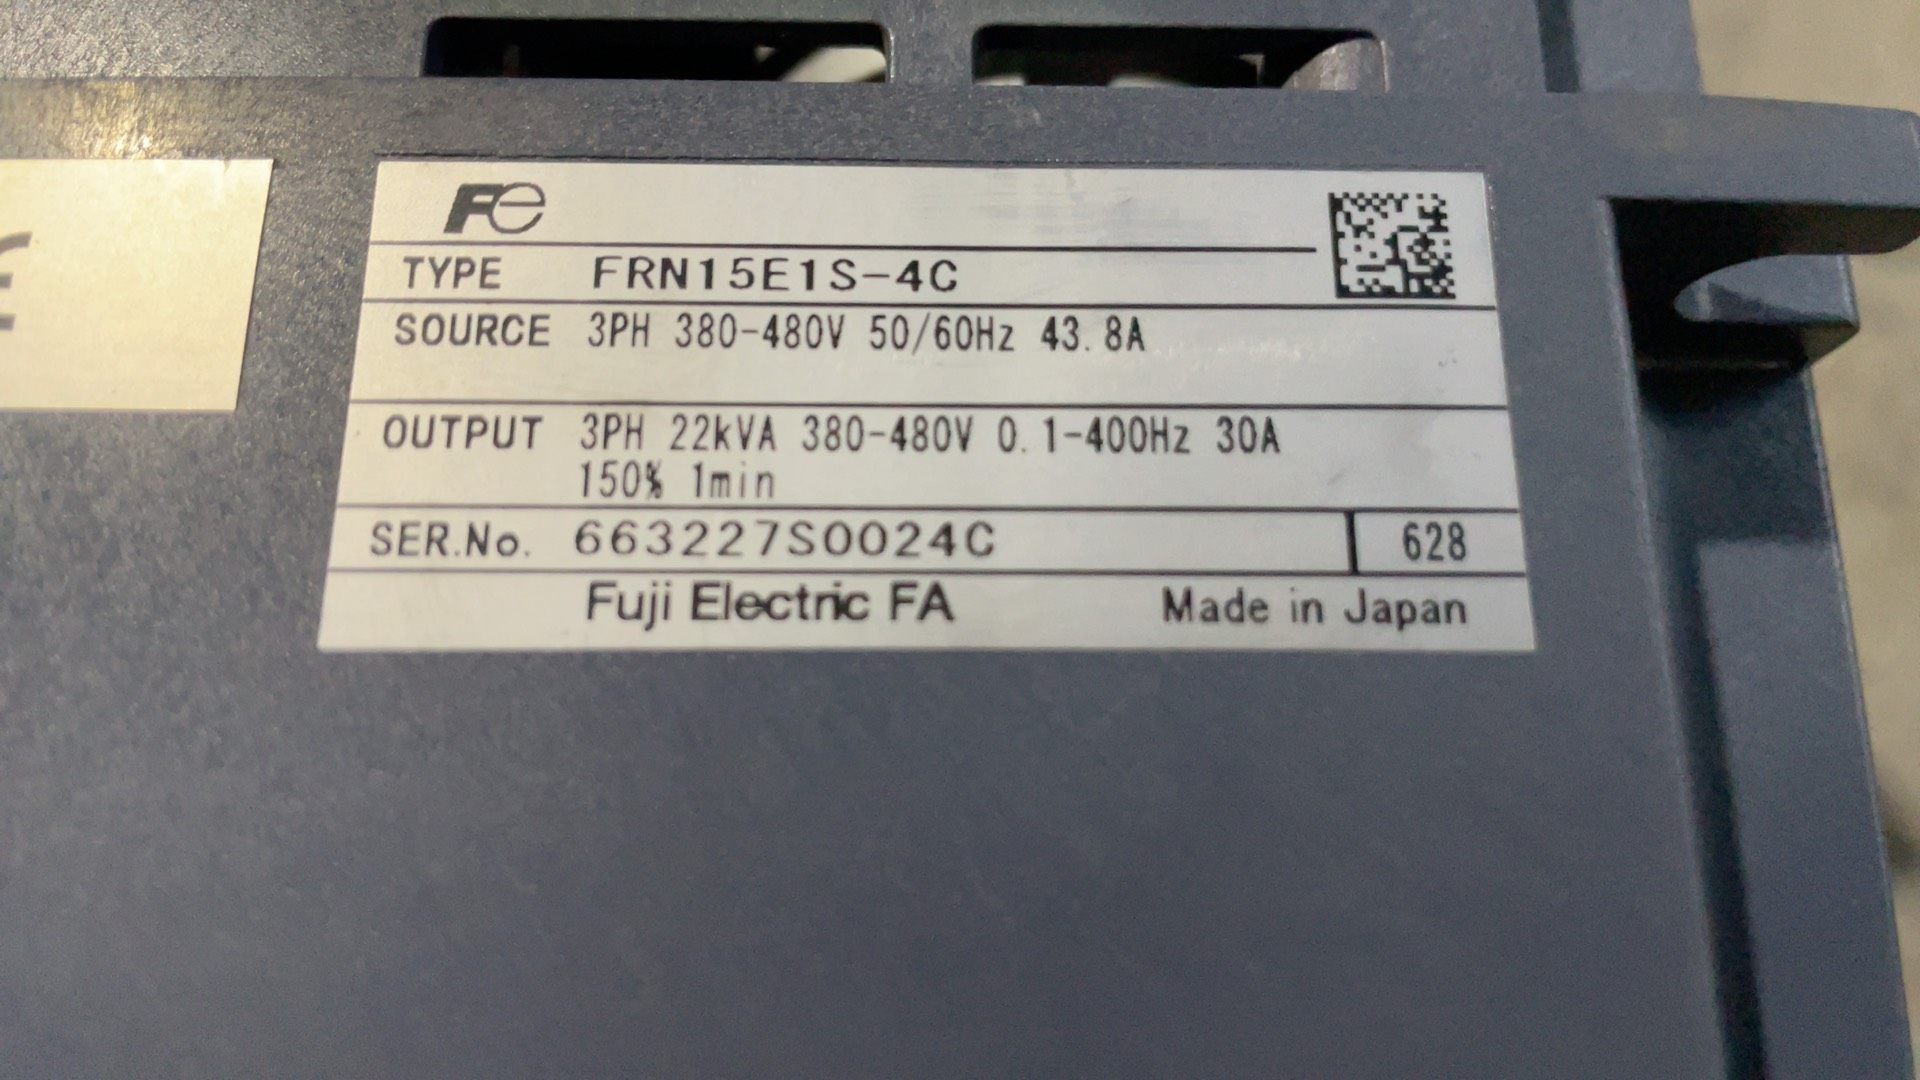 Fe
TYPE FRN15E1S-4C
SOURCE 3PH 380-480V 50/60Hz 43.8A
OUTPUT 3PH 22kVA 380-480V 0.1-400Hz 30A
150% 1min
SER.No. 663227S0024C 628
Fuji Electric FA Made in Japan